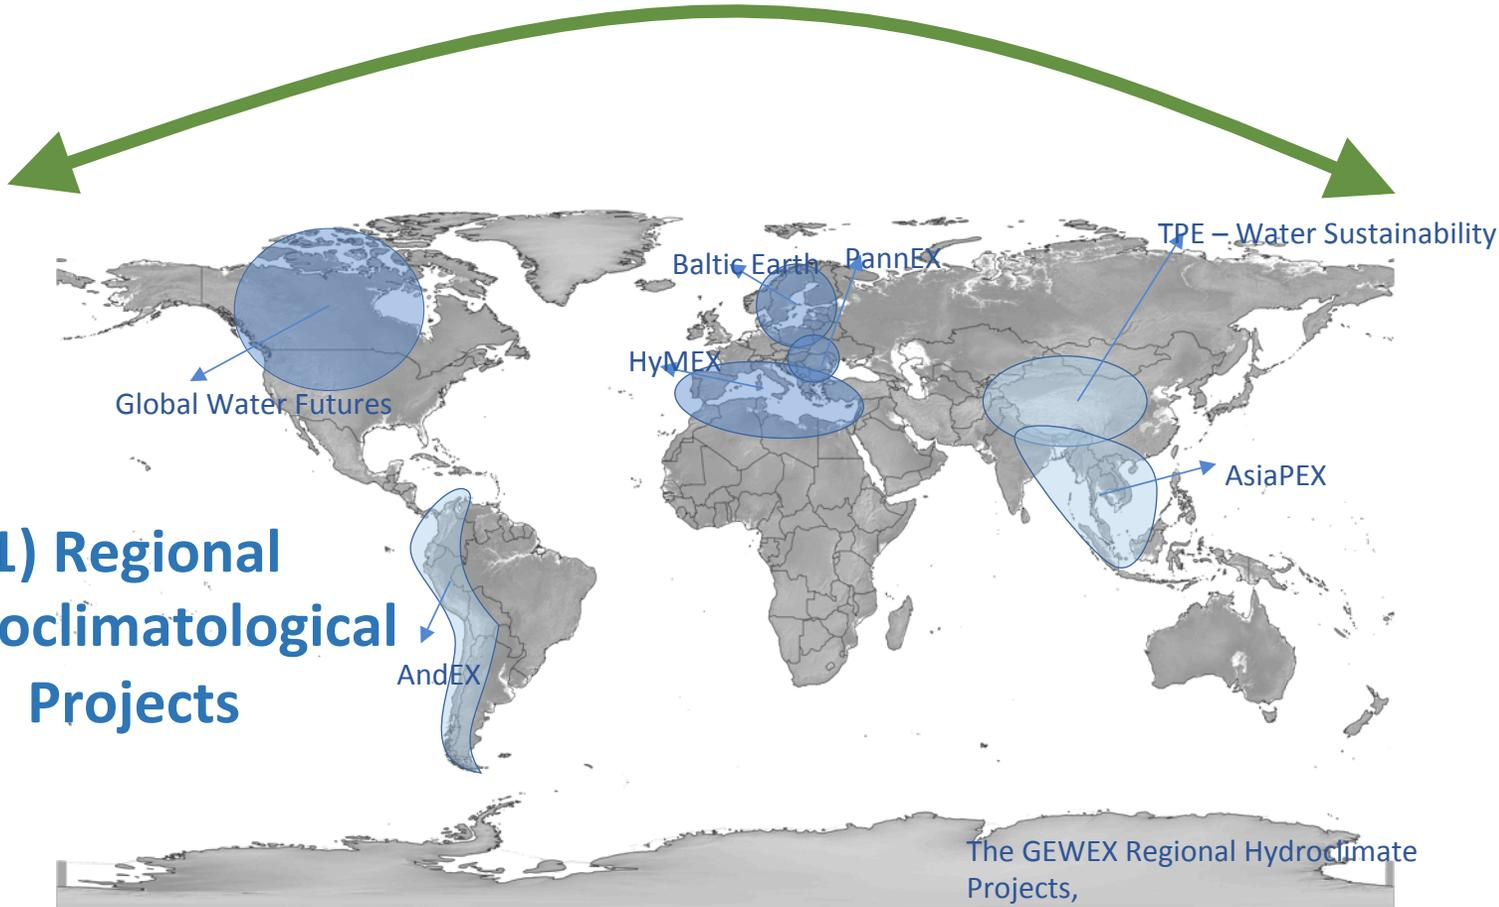 TPE – Water Sustainability
Baltic Earth
PannEX
HyMEX
Global Water Futures
AsiaPEX
1) Regional
oclimatological
Projects
AndEX
The GEWEX Regional Hydroclimate
Projects,